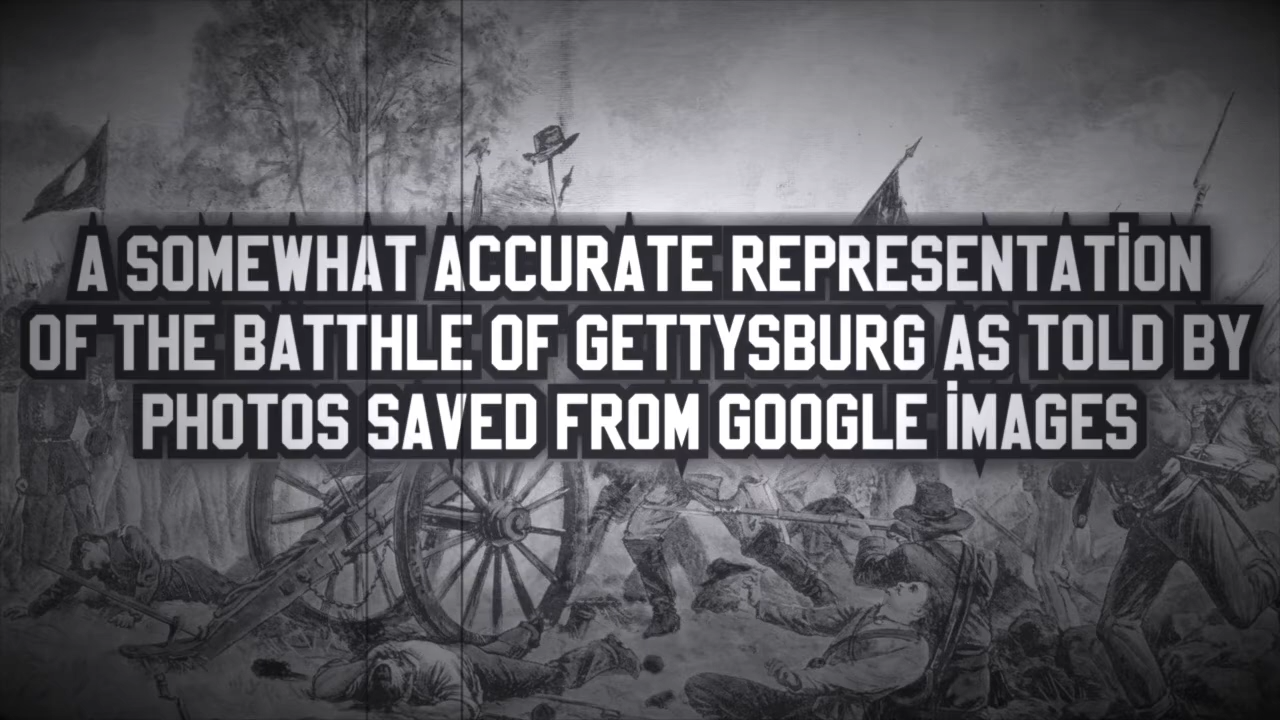 A SOMEWHAT ACCURATE REPRESENTATİON
OF THE BATTHLE OF GETTYSBURG AS TOLD BY
PHOTOS SAVED FROM GOOGLE İMAGES